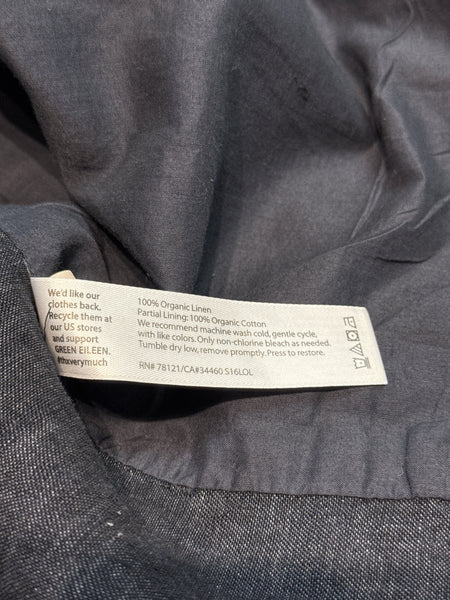 We'd like our
clothes back.
Recycle them at
our US stores
and support
GREEN EILEEN.
#thxverymuch
100% Organic Linen
Partial Lining: 100% Organic Cotton
We recommend machine wash cold, gentle cycle,
with like colors. Only non-chlorine bleach as needed.
Tumble dry low, remove promptly. Press to restore.
RN# 78121/CA#34460 S16LOL